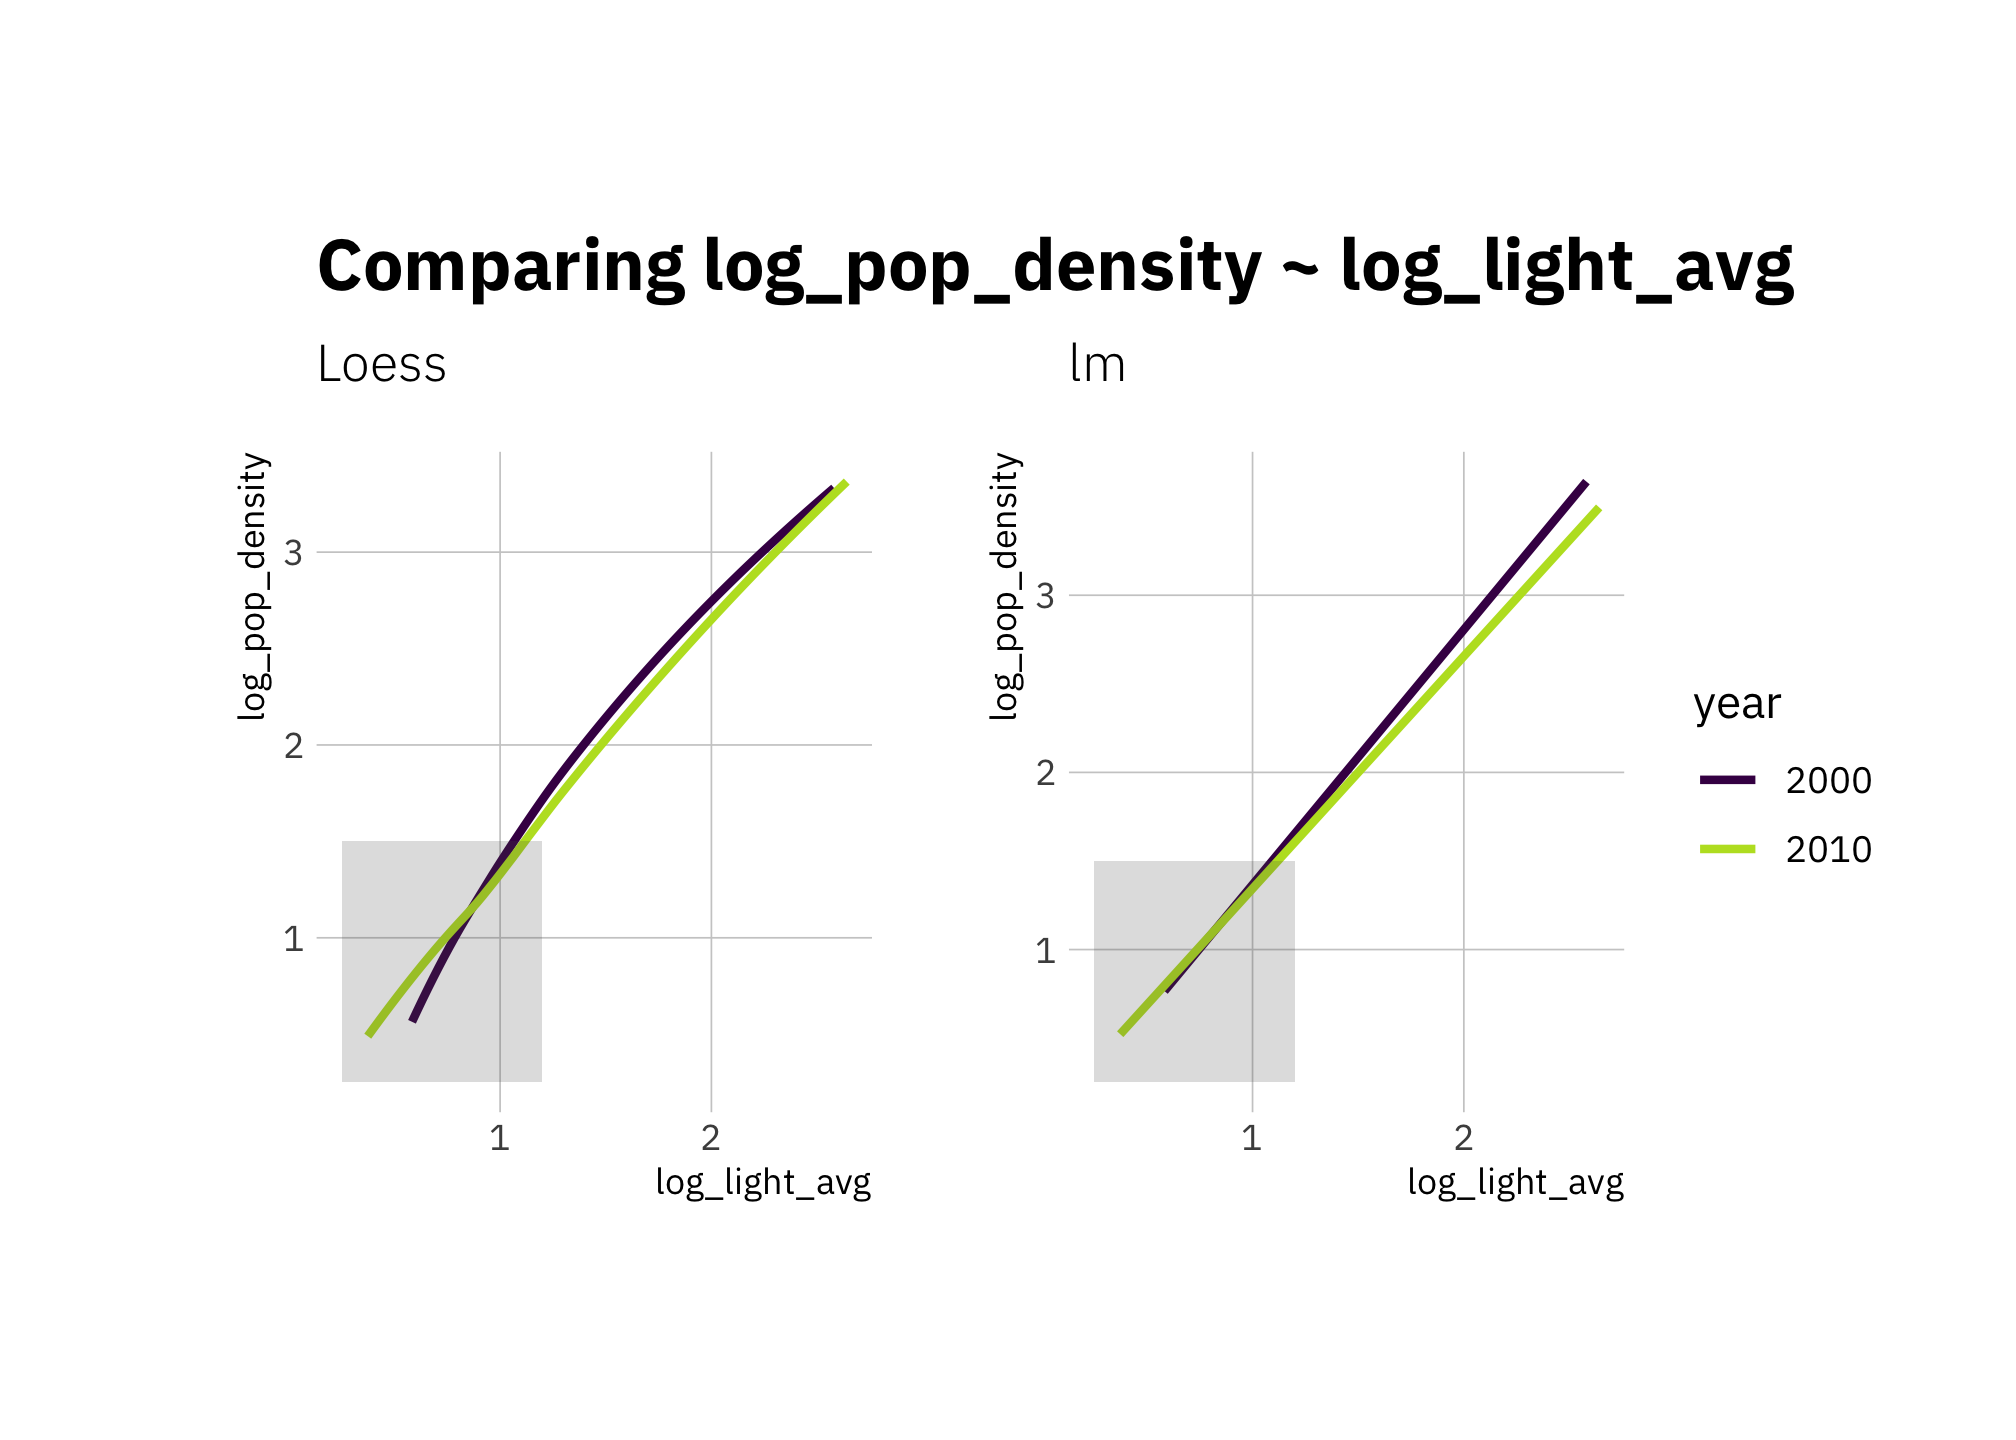 Comparing log_pop_density ~ log_light_avg
Loess
log_pop_density
3
2
1
1 2
log_light_avg
lm
log_pop_density
3
2
1
1 2
log_light_avg
year
2000
2010